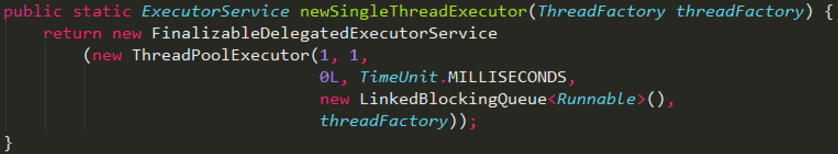 public static ExecutorService newSingleThreadExecutor(ThreadFactory threadFactory) {
    return new FinalizableDelegatedExecutorService
        (new ThreadPoolExecutor(1, 1,
                                0L, TimeUnit.MILLISECONDS,
                                new LinkedBlockingQueue<Runnable>(),
                                threadFactory));
}